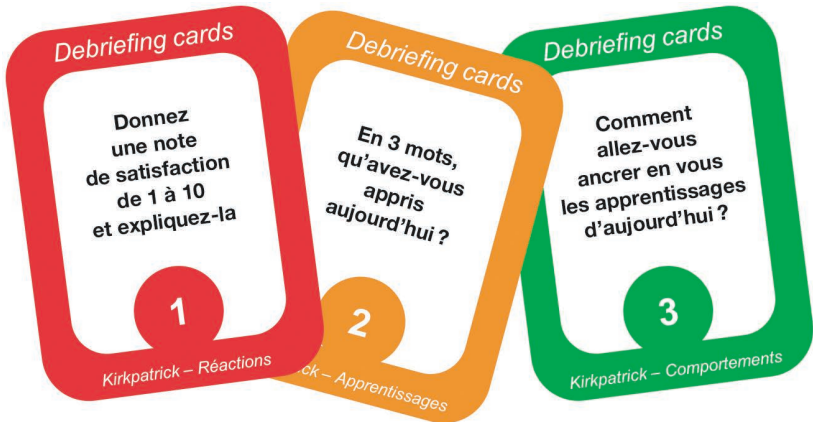 Debriefing cards
Donnez
une note
de satisfaction
de 1 à 10
et expliquez-la
1
Kirkpatrick – Réactions
Debriefing cards
En 3 mots,
qu’avez-vous
appris
aujourd’hui ?
2
ck – Apprentissages
Debriefing cards
Comment
allez-vous
ancrer en vous
les apprentissages
d’aujourd’hui ?
3
Kirkpatrick – Comportements